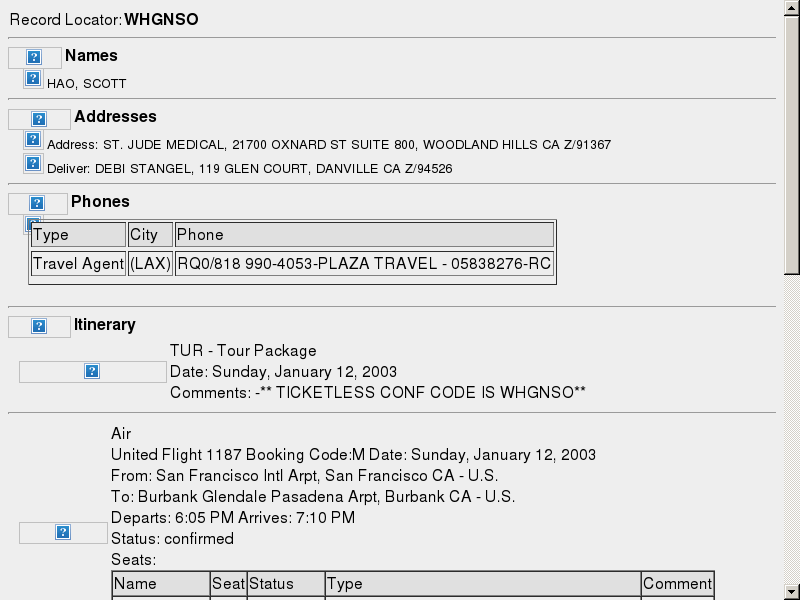 Record Locator: WHGNSO
Names
HAO, SCOTT
Addresses
Address: ST. JUDE MEDICAL, 21700 OXNARD ST SUITE 800, WOODLAND HILLS CA Z/91367
Deliver: DEBI STANGEL, 119 GLEN COURT, DANVILLE CA Z/94526
Phones
Type City Phone
Travel Agent (LAX) RQ0/818 990-4053-PLAZA TRAVEL - 05838276-RC
Itinerary
TUR - Tour Package
Date: Sunday, January 12, 2003
Comments: -** TICKETLESS CONF CODE IS WHGNSO**
Air
United Flight 1187 Booking Code:M Date: Sunday, January 12, 2003
From: San Francisco Intl Arpt, San Francisco CA - U.S.
To: Burbank Glendale Pasadena Arpt, Burbank CA - U.S.
Departs: 6:05 PM Arrives: 7:10 PM
Status: confirmed
Seats:
Name Seat Status Type Comment